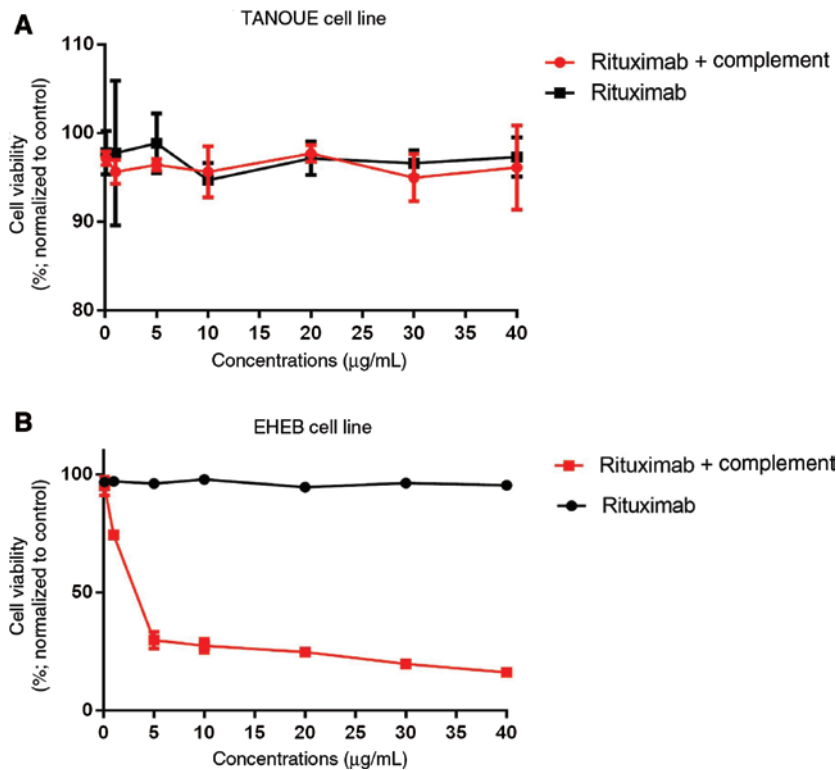 A
TANOUE cell line
110
100
90
80
Cell viability
(%; normalized to control)
0
5
10
15
20
25
30
35
40
Concentrations (μg/mL)
Rituximab + complement
Rituximab
B
EHEB cell line
100
50
0
Cell viability
(%; normalized to control)
0
5
10
15
20
25
30
35
40
Concentrations (μg/mL)
Rituximab + complement
Rituximab